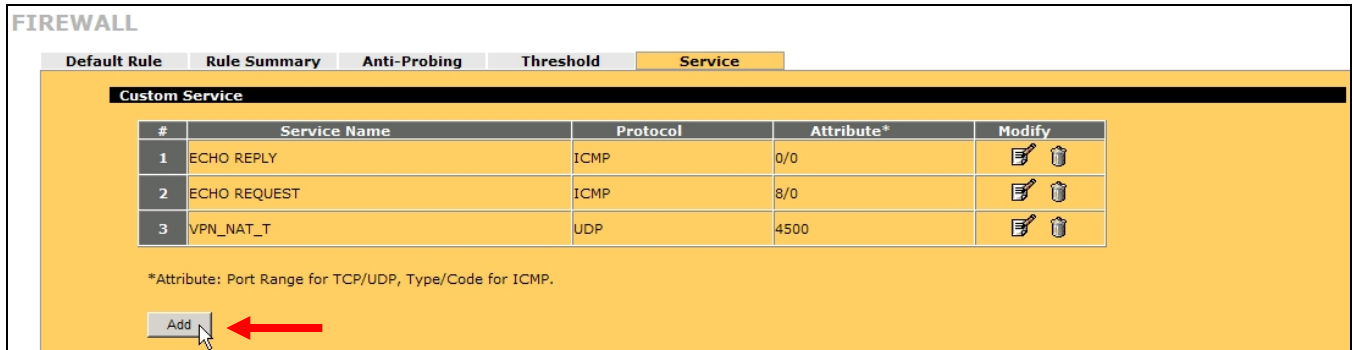 FIREWALL
Default Rule Rule Summary Anti-Probing Threshold Service
Custom Service
# Service Name Protocol Attribute* Modify
1 ECHO REPLY ICMP 0/0
2 ECHO REQUEST ICMP 8/0
3 VPN_NAT_T UDP 4500
*Attribute: Port Range for TCP/UDP, Type/Code for ICMP.
Add